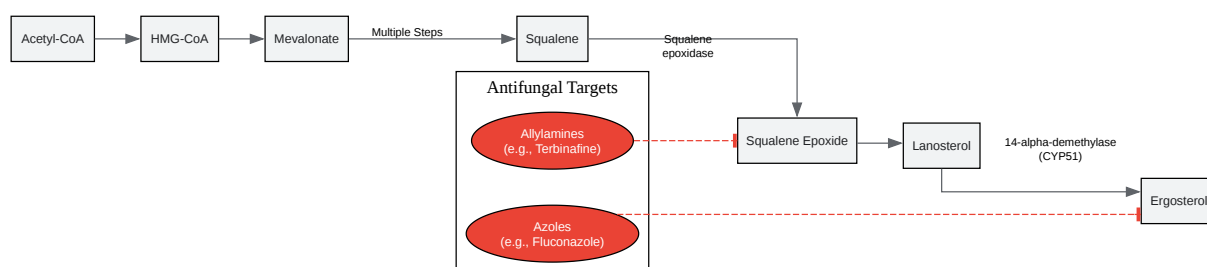 Acetyl-CoA
HMG-CoA
Mevalonate
Multiple Steps
Squalene
Squalene
epoxidase
Antifungal Targets
Allylamines
(e.g., Terbinafine)
Squalene Epoxide
Lanosterol
14-alpha-demethylase
(CYP51)
Ergosterol
Azoles
(e.g., Fluconazole)